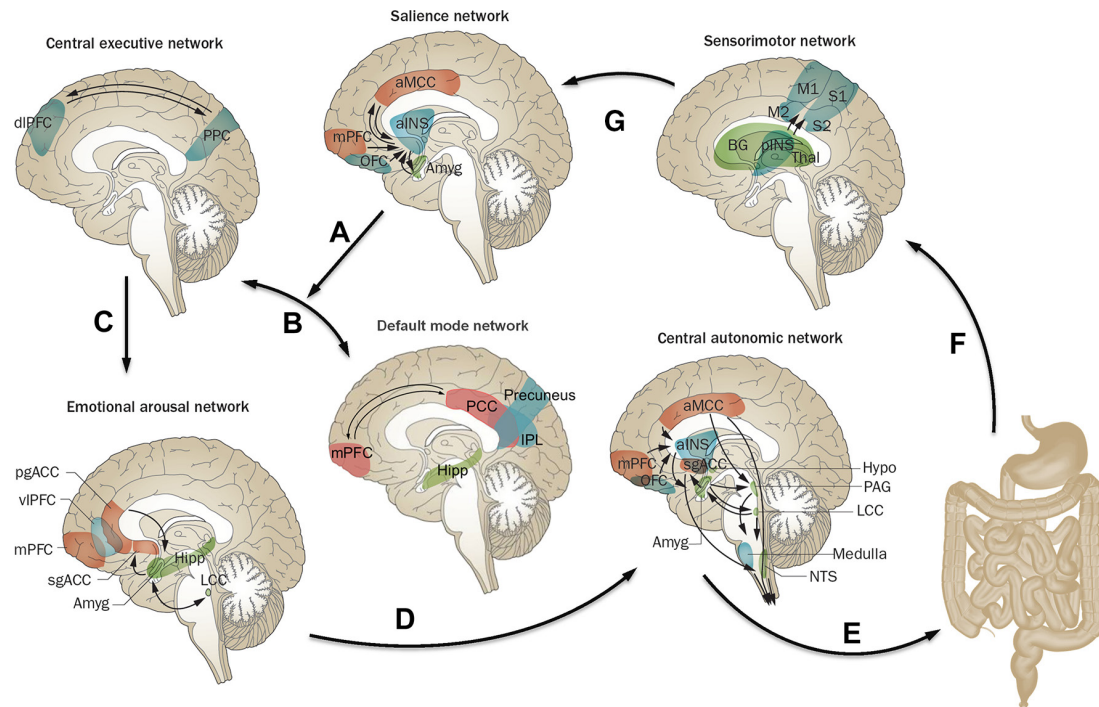 Salience network
Central executive network
Sensorimotor network
aMCC
M1
S1
dlPFC
PPC
mPFC
aINS
OFC
Amyg
G
M2
S2
BG
pINS
Thal
A
C
B
F
Default mode network
Central autonomic network
Emotional arousal network
PCC
Precuneus
IPL
mPFC
Hipp
aMCC
aINS
mPFC
sgACC
OFC
Hypo
PAG
LCC
Amyg
Medulla
NTS
pgACC
vlPFC
mPFC
sgACC
Amyg
Hipp
LCC
D
E